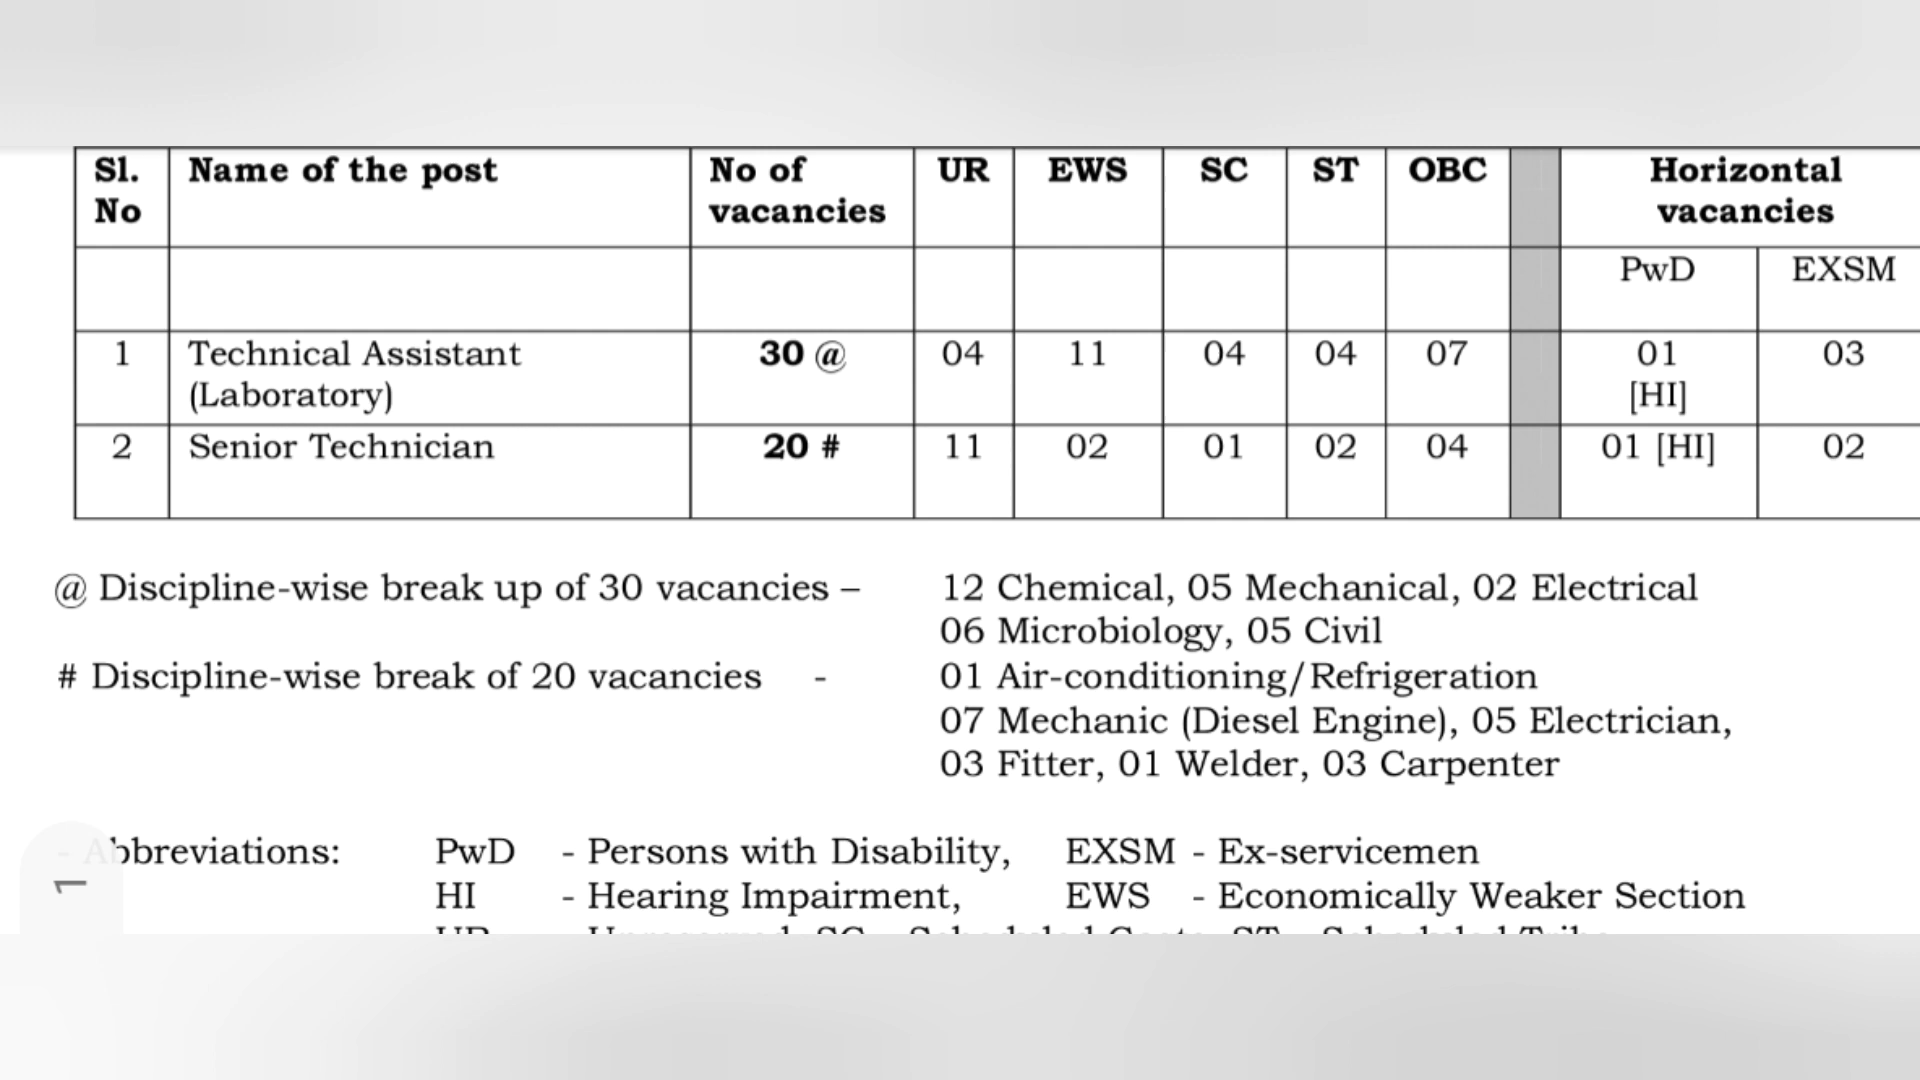 Sl. No Name of the post No of vacancies UR EWS SC ST OBC Horizontal vacancies
PwD EXSM
1 Technical Assistant (Laboratory) 30 @ 04 11 04 04 07 01 [HI] 03
2 Senior Technician 20 # 11 02 01 02 04 01 [HI] 02
@ Discipline-wise break up of 30 vacancies – 12 Chemical, 05 Mechanical, 02 Electrical
06 Microbiology, 05 Civil
# Discipline-wise break of 20 vacancies - 01 Air-conditioning/Refrigeration
07 Mechanic (Diesel Engine), 05 Electrician,
03 Fitter, 01 Welder, 03 Carpenter
- Abbreviations: PwD - Persons with Disability, EXSM - Ex-servicemen
HI - Hearing Impairment, EWS - Economically Weaker Section
1